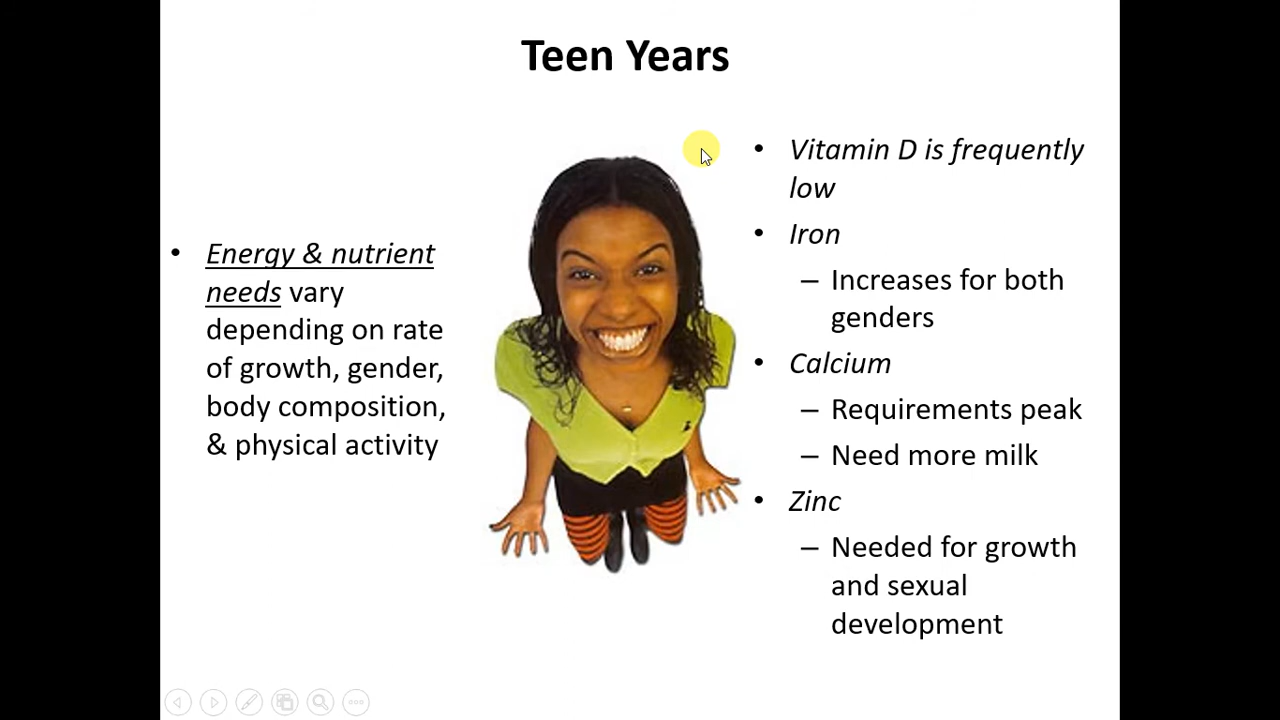 Teen Years
• Energy & nutrient
needs vary
depending on rate
of growth, gender,
body composition,
& physical activity
• Vitamin D is frequently
low
• Iron
– Increases for both
genders
• Calcium
– Requirements peak
– Need more milk
• Zinc
– Needed for growth
and sexual
development